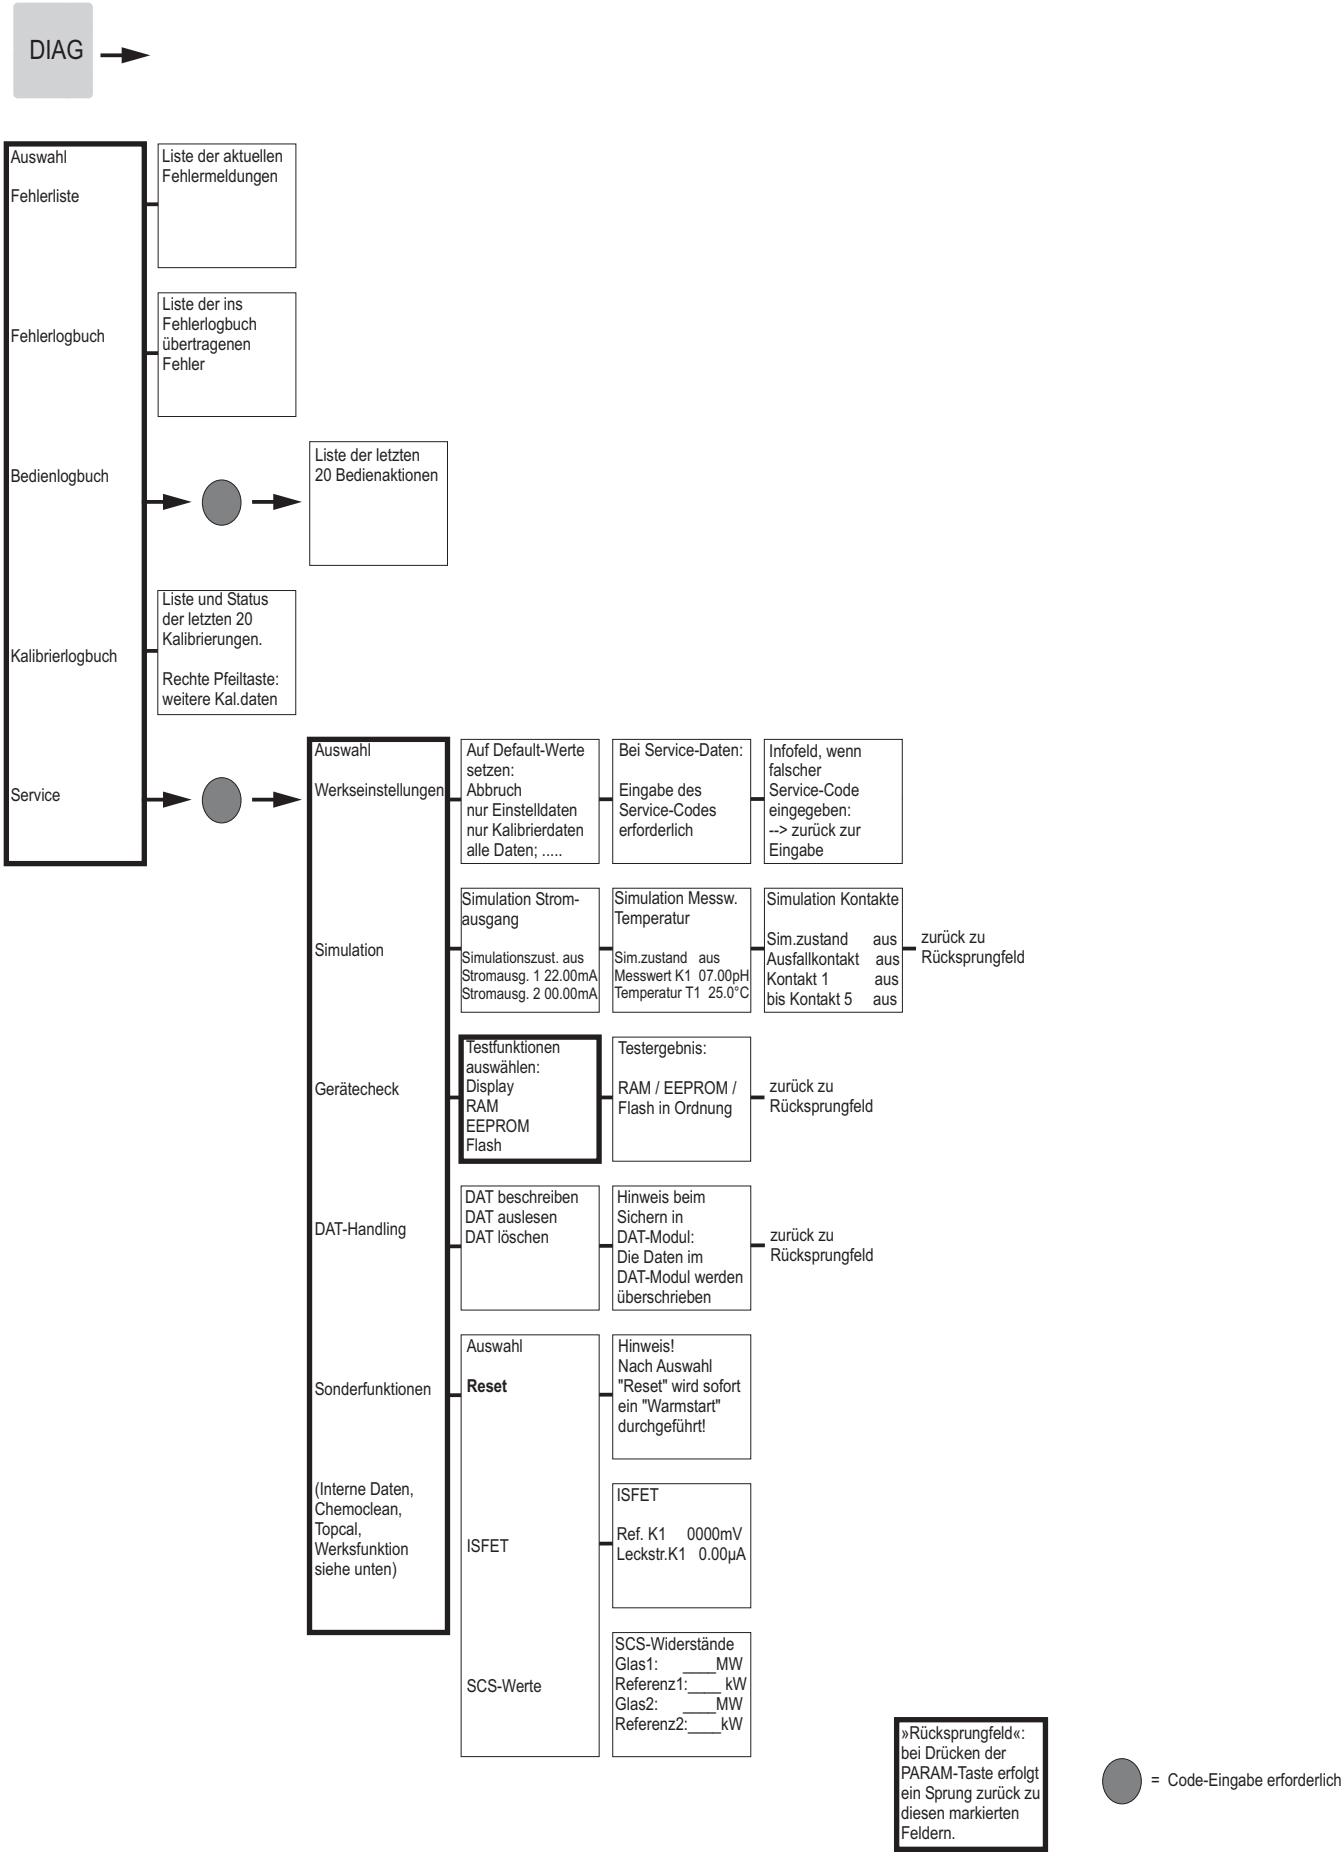 DIAG
Auswahl
Fehlerliste
Fehlerlogbuch
Bedienlogbuch
Kalibrierlogbuch
Service
Liste der aktuellen
Fehlermeldungen
Liste der ins
Fehlerlogbuch
übertragenen
Fehler
Liste der letzten
20 Bedienaktionen
Liste und Status
der letzten 20
Kalibrierungen.
Rechte Pfeiltaste:
weitere Kal.daten
Auswahl
Werkseinstellungen
Simulation
Gerätecheck
DAT-Handling
Sonderfunktionen
(Interne Daten,
Chemoclean,
Topcal,
Werksfunktion
siehe unten)
Auf Default-Werte
setzen:
Abbruch
nur Einstelldaten
nur Kalibrierdaten
alle Daten; .....
Bei Service-Daten:
Eingabe des
Service-Codes
erforderlich
Infofeld, wenn
falscher
Service-Code
eingegeben:
--> zurück zur
Eingabe
Simulation Strom-
ausgang
Simulationszust. aus
Stromausg. 1 22.00mA
Stromausg. 2 00.00mA
Simulation Messw.
Temperatur
Sim.zustand aus
Messwert K1 07.00pH
Temperatur T1 25.0°C
Simulation Kontakte
Sim.zustand aus
Ausfallkontakt aus
Kontakt 1 aus
bis Kontakt 5 aus
zurück zu
Rücksprungfeld
Testfunktionen
auswählen:
Display
RAM
EEPROM
Flash
Testergebnis:
RAM / EEPROM /
Flash in Ordnung
zurück zu
Rücksprungfeld
DAT beschreiben
DAT auslesen
DAT löschen
Hinweis beim
Sichern in
DAT-Modul:
Die Daten im
DAT-Modul werden
überschrieben
zurück zu
Rücksprungfeld
Auswahl
Reset
ISFET
SCS-Werte
Hinweis!
Nach Auswahl
"Reset" wird sofort
ein "Warmstart"
durchgeführt!
ISFET
Ref. K1 0000mV
Leckstr.K1 0.00µA
SCS-Widerstände
Glas1: ____MW
Referenz1:____ kW
Glas2: ____MW
Referenz2:____kW
»Rücksprungfeld«:
bei Drücken der
PARAM-Taste erfolgt
ein Sprung zurück zu
diesen markierten
Feldern.
= Code-Eingabe erforderlich